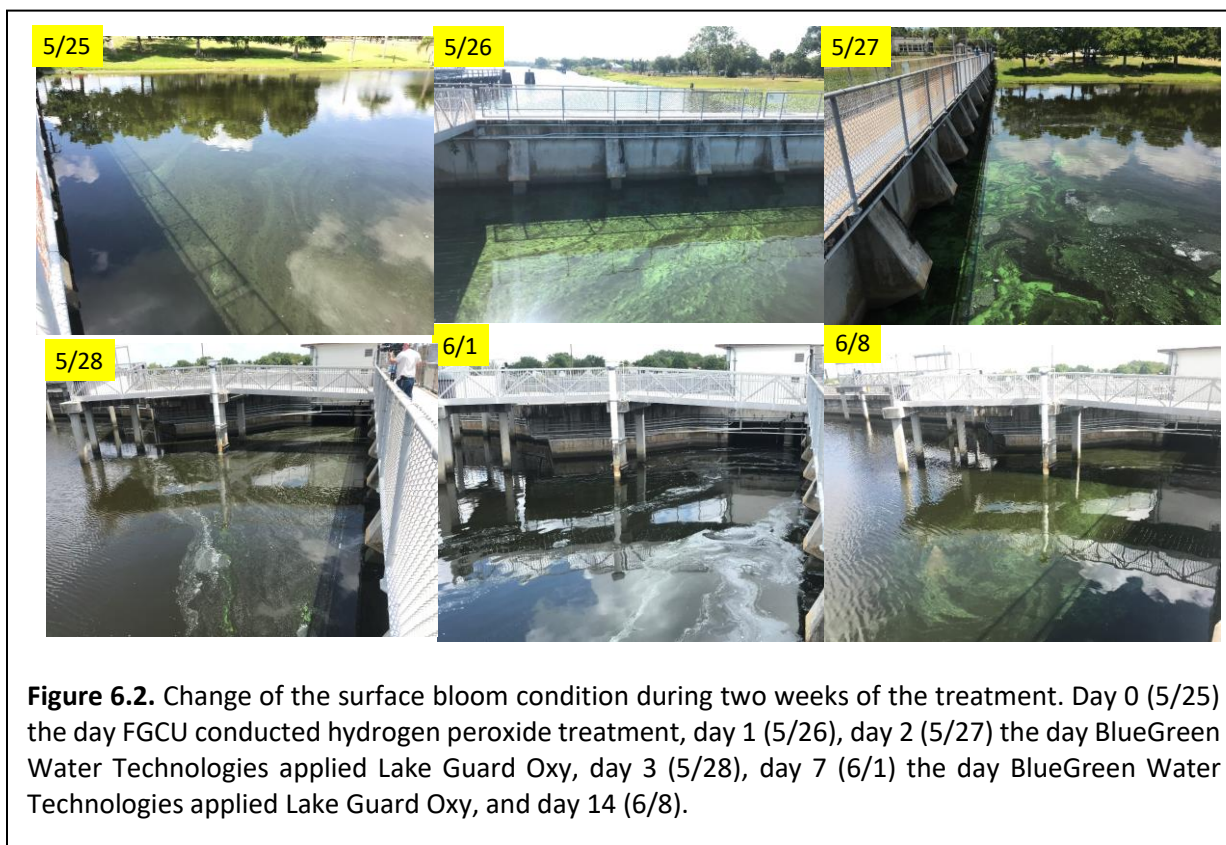 5/25
5/26
5/27
5/28
6/1
6/8
Figure 6.2. Change of the surface bloom condition during two weeks of the treatment. Day 0 (5/25)
the day FGCU conducted hydrogen peroxide treatment, day 1 (5/26), day 2 (5/27) the day BlueGreen
Water Technologies applied Lake Guard Oxy, day 3 (5/28), day 7 (6/1) the day BlueGreen Water
Technologies applied Lake Guard Oxy, and day 14 (6/8).